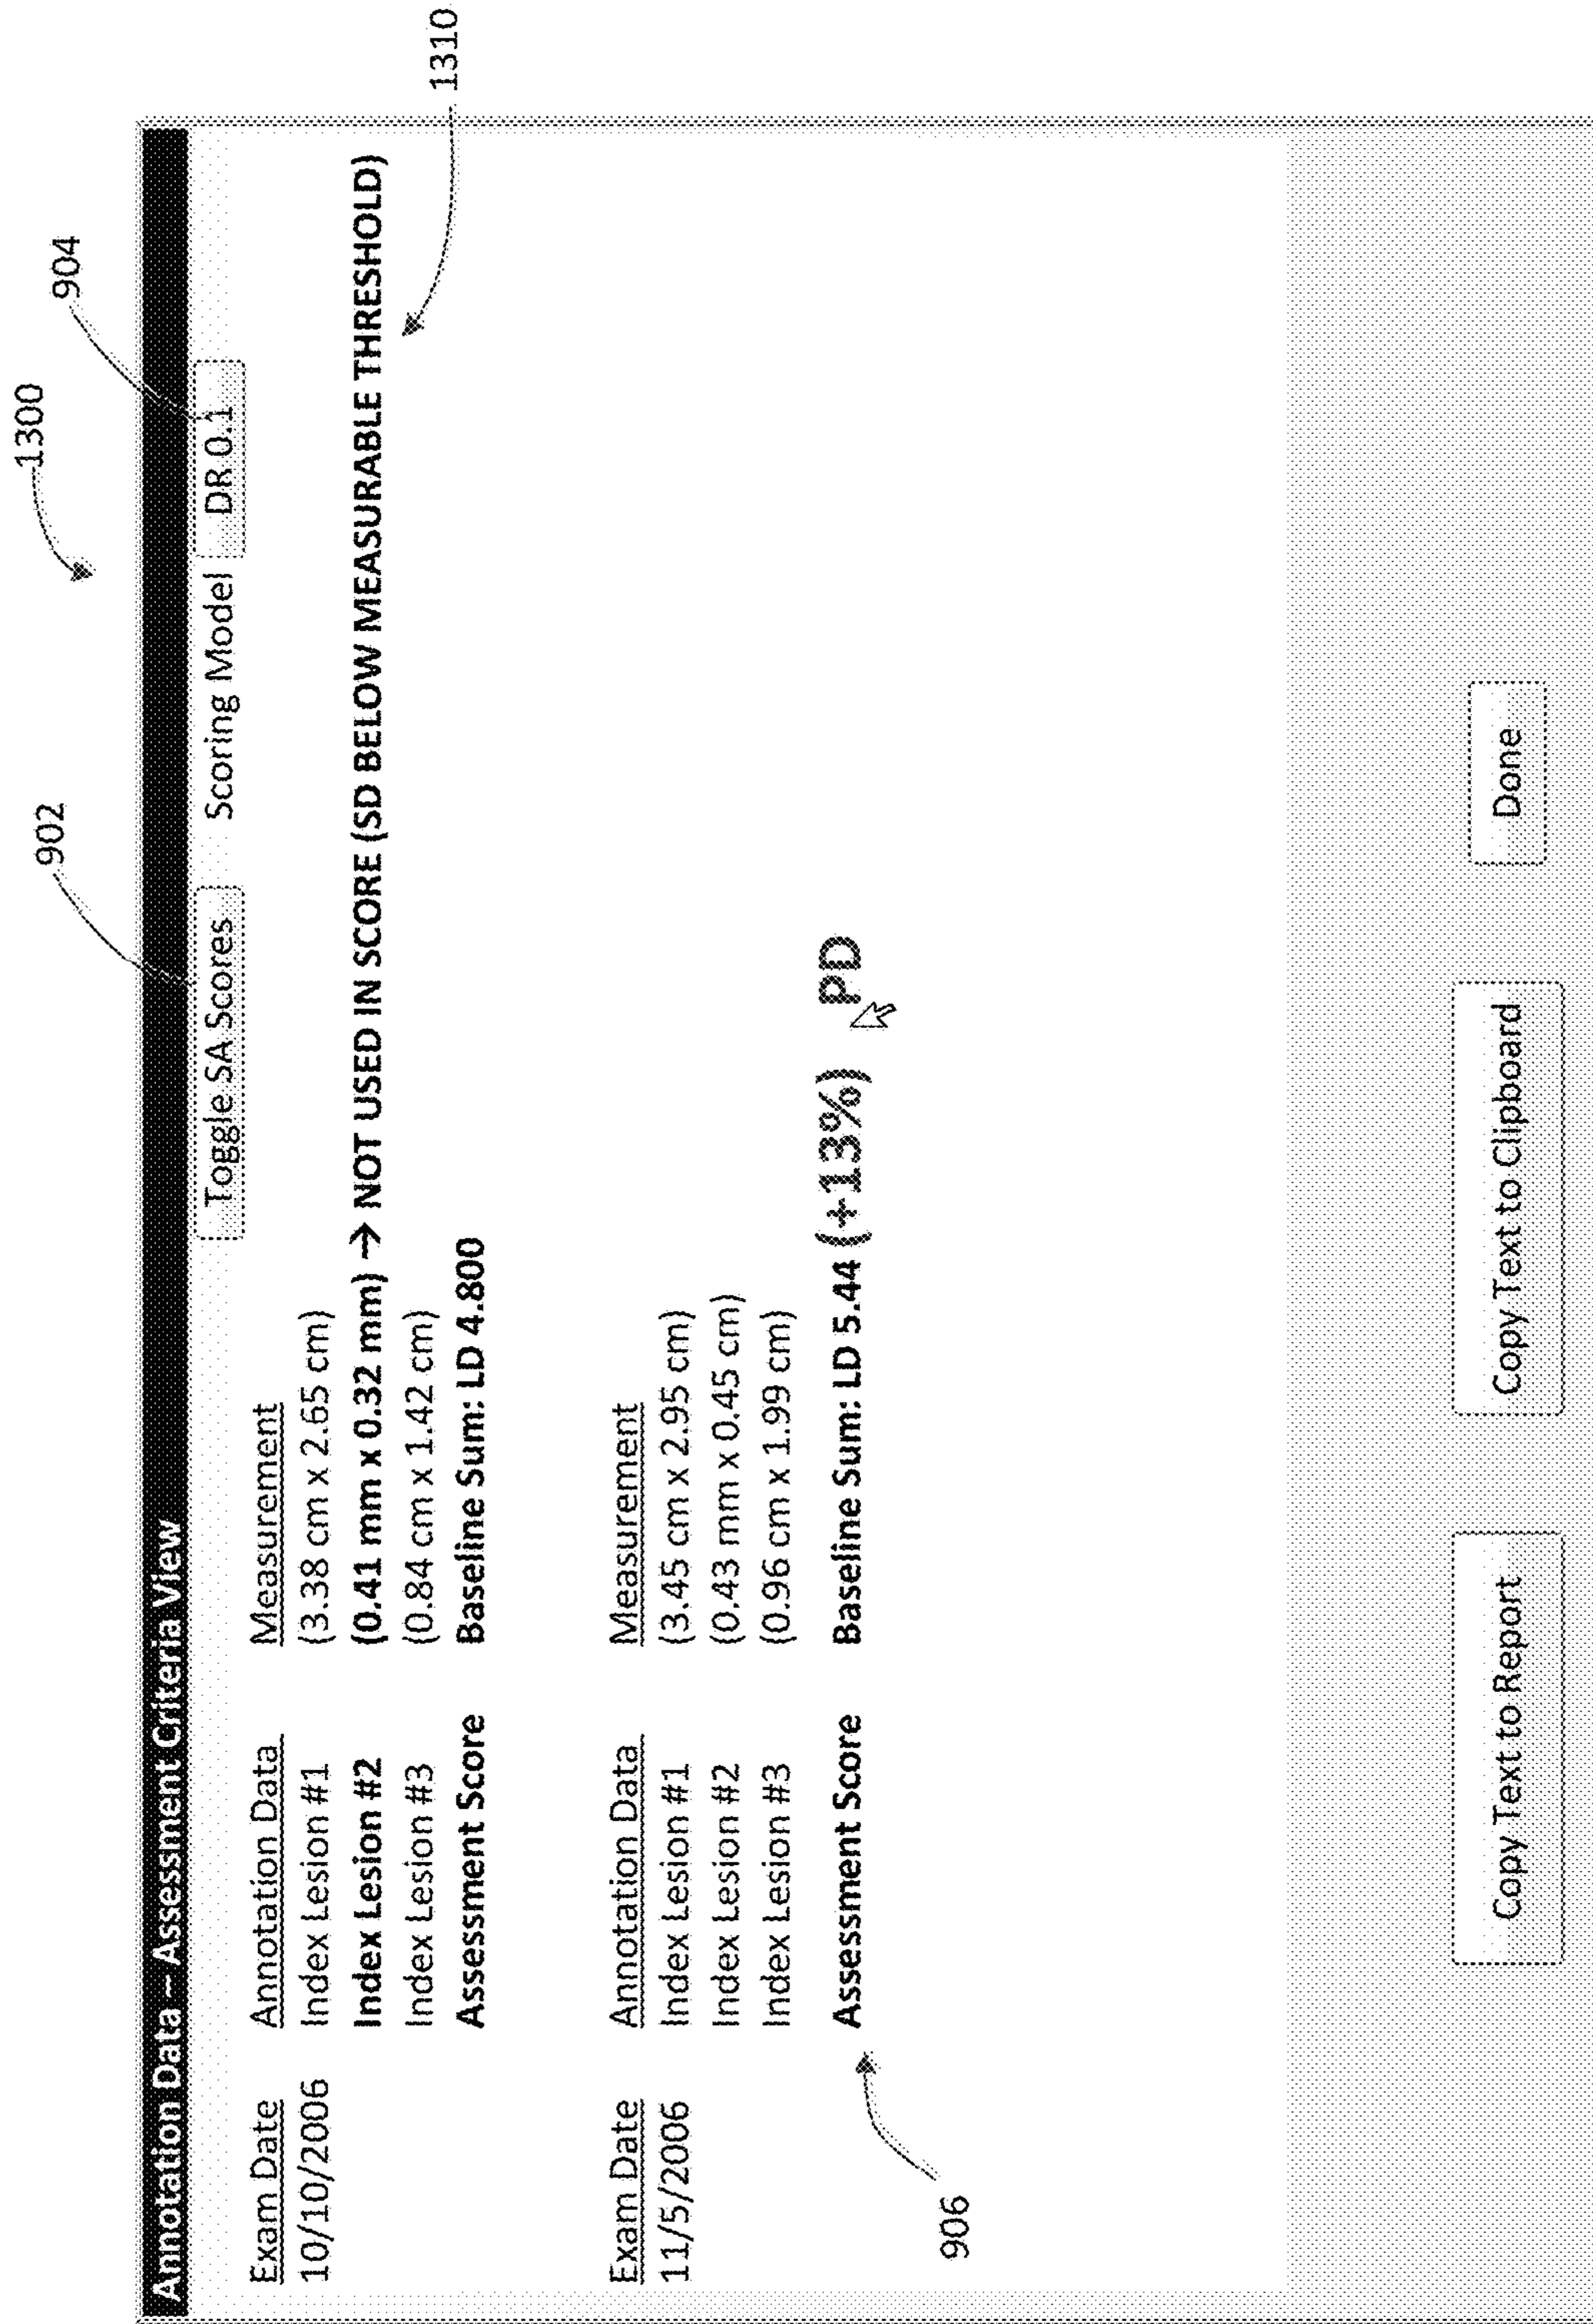 1300
902
904
Annotation Data – Assessment Criteria View
Toggle SA Scores Scoring Model DR 0.1
Exam Date Annotation Data Measurement
10/10/2006 Index Lesion #1 (3.38 cm x 2.65 cm)
Index Lesion #2 (0.41 mm x 0.32 mm) → NOT USED IN SCORE (SD BELOW MEASURABLE THRESHOLD)
Index Lesion #3 (0.84 cm x 1.42 cm)
1310
Assessment Score Baseline Sum: LD 4.800
Exam Date Annotation Data Measurement
11/5/2006 Index Lesion #1 (3.45 cm x 2.95 cm)
Index Lesion #2 (0.43 mm x 0.45 cm)
Index Lesion #3 (0.96 cm x 1.99 cm)
Assessment Score Baseline Sum: LD 5.44 (+13%) PD
906
Copy Text to Report Copy Text to Clipboard Done